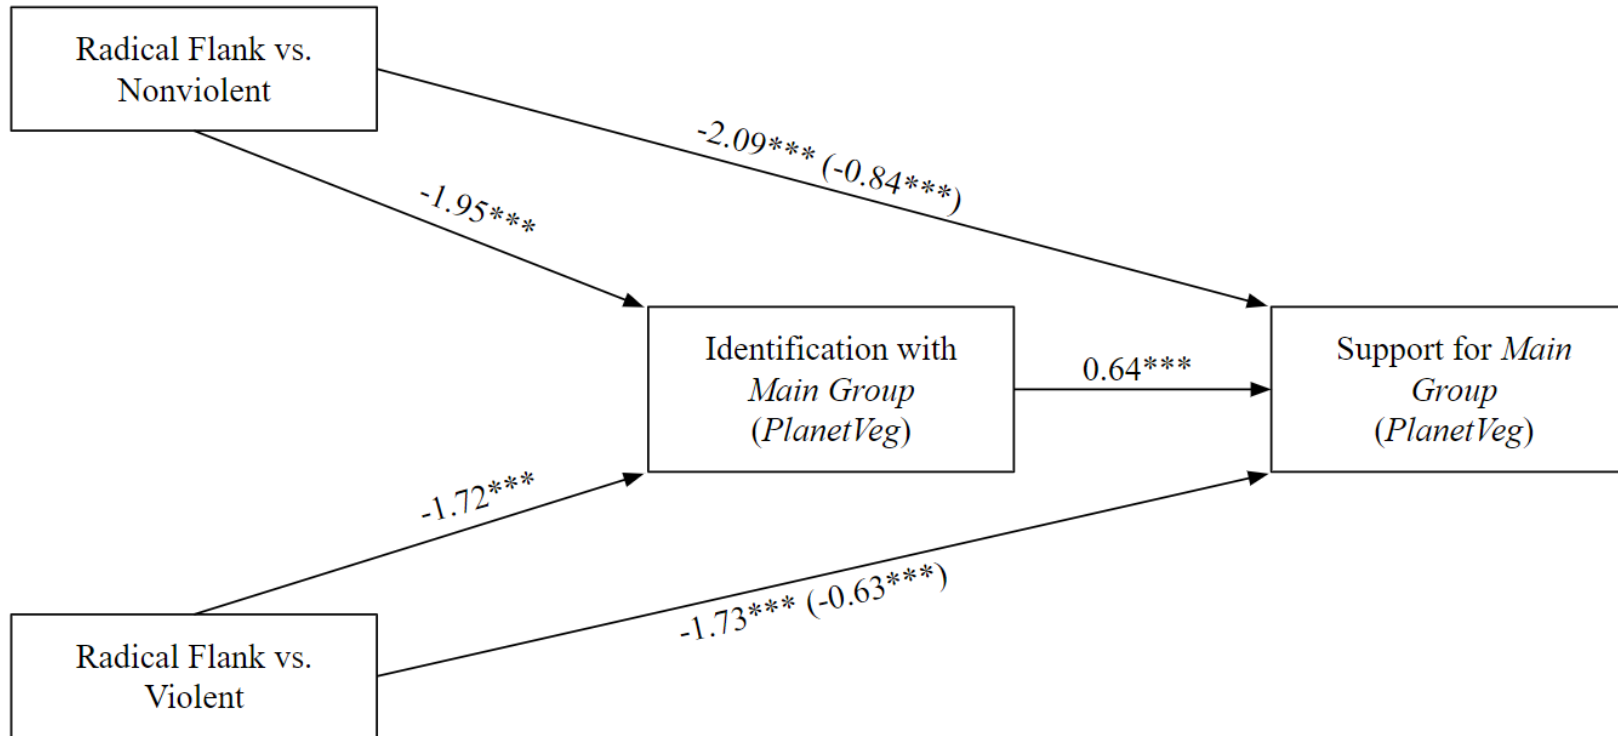 Radical Flank vs.
Nonviolent
-2.09*** (-0.84***)
-1.95***
Identification with
Main Group
(PlanetVeg)
0.64***
Support for Main
Group
(PlanetVeg)
-1.72***
-1.73*** (-0.63***)
Radical Flank vs.
Violent